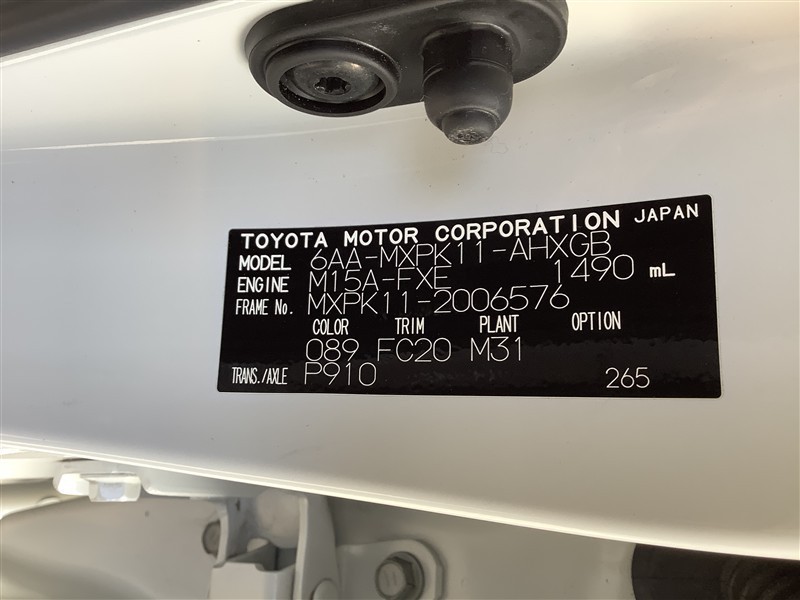 TOYOTA MOTOR CORPORATION JAPAN
MODEL 6AA-MXPK11-AHXGB
ENGINE M15A-FXE 1490 mL
FRAME No. MXPK11-2006576
COLOR TRIM PLANT OPTION
089 FC20 M31
TRANS./AXLE P910 265